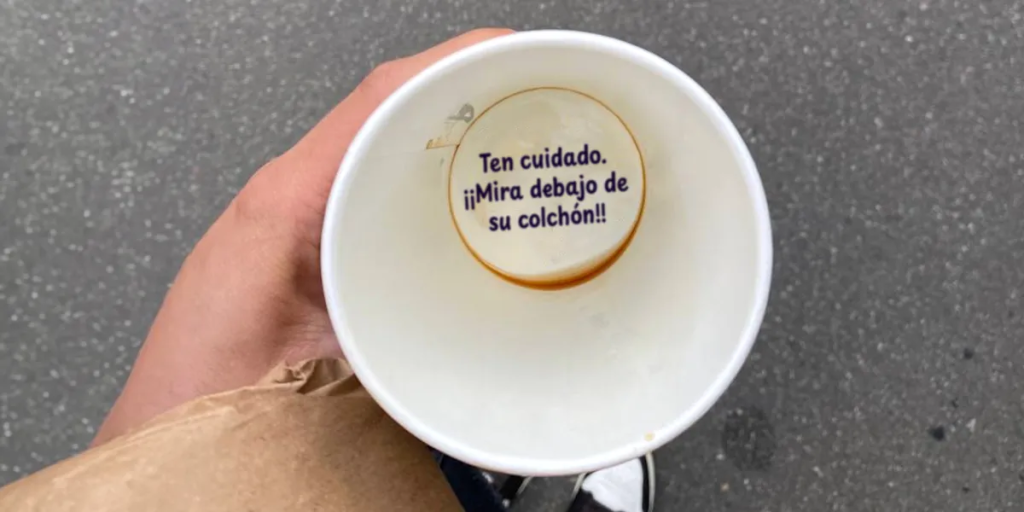 Ten cuidado.
¡¡Mira debajo de
su colchón!!